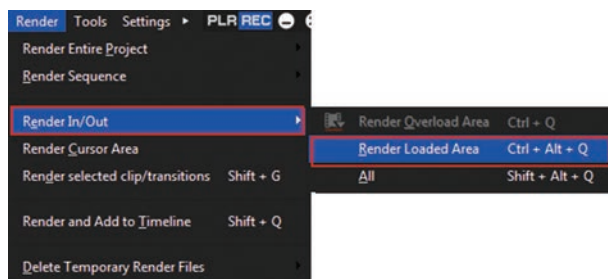 Render Tools Settings PLR REC
Render Entire Project
Render Sequence
Render In/Out
Render Overload Area Ctrl + Q
Render Cursor Area
Render Loaded Area Ctrl + Alt + Q
Render selected clip/transitions Shift + G
All Shift + Alt + Q
Render and Add to Timeline Shift + Q
Delete Temporary Render Files